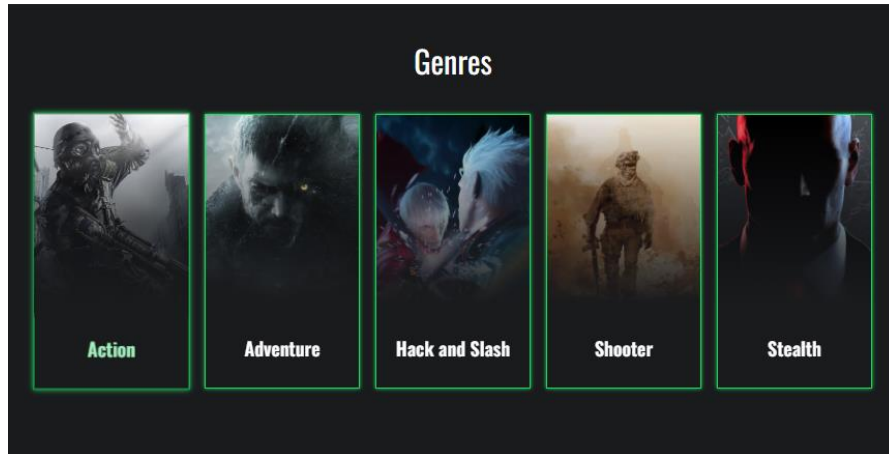 Genres
Action
Adventure
Hack and Slash
Shooter
Stealth